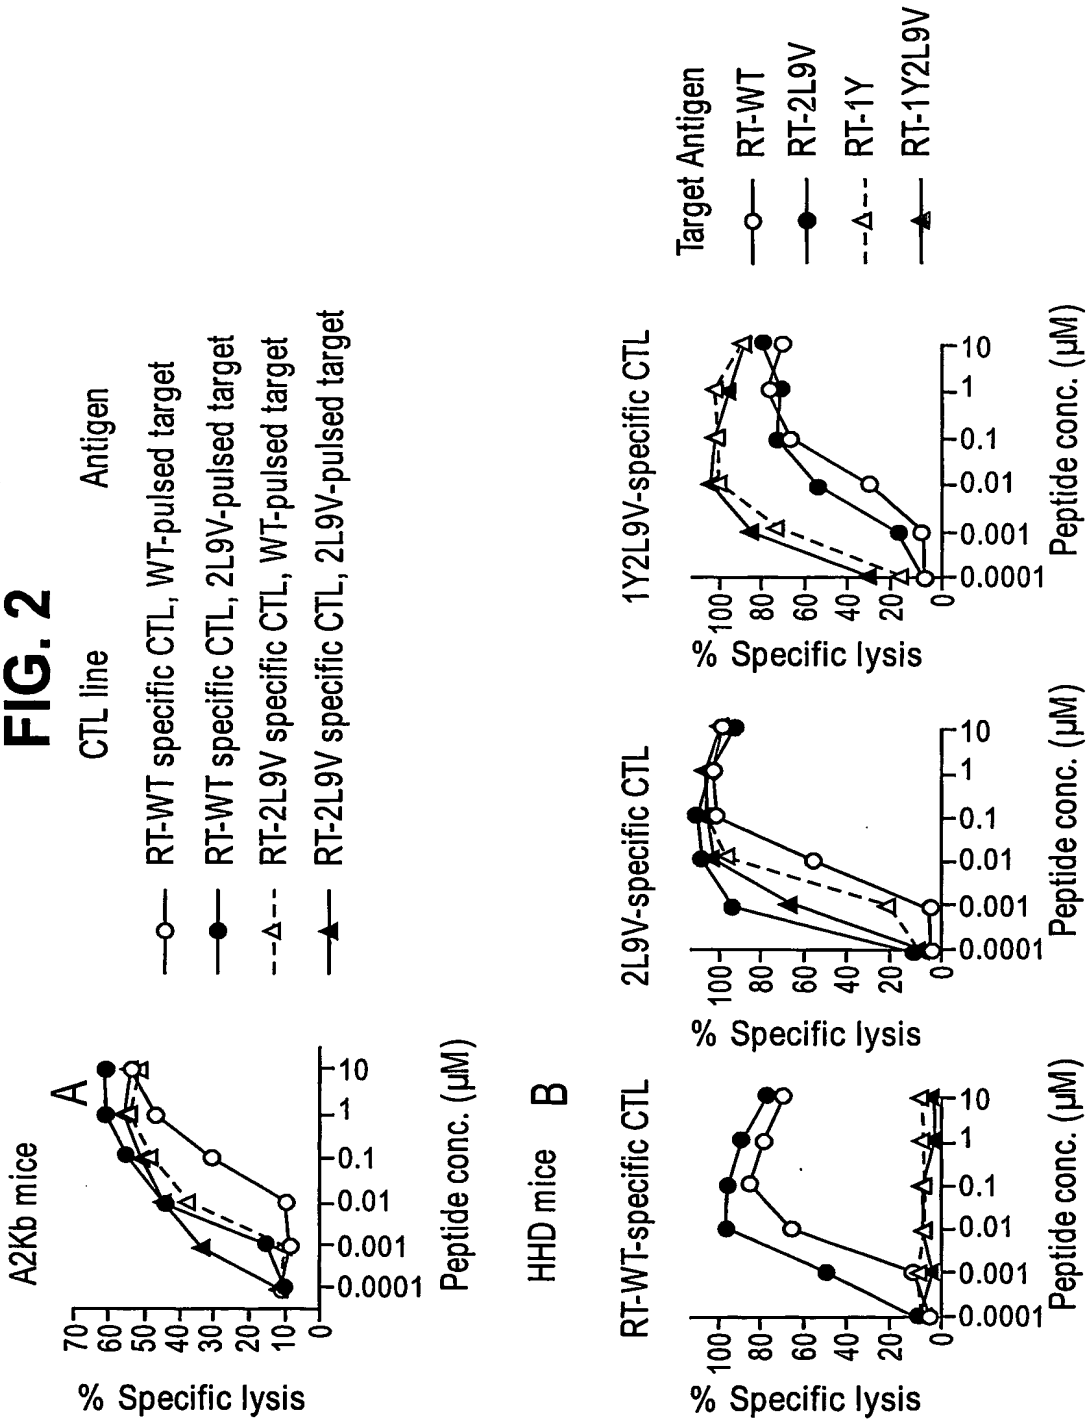 FIG. 2
A2Kb mice
A
% Specific lysis
70
60
50
40
30
20
10
0
0.0001
0.001
0.01
0.1
1
10
Peptide conc. (µM)
CTL line
Antigen
RT-WT specific CTL, WT-pulsed target
RT-WT specific CTL, 2L9V-pulsed target
RT-2L9V specific CTL, WT-pulsed target
RT-2L9V specific CTL, 2L9V-pulsed target
HHD mice
B
RT-WT-specific CTL
% Specific lysis
100
80
60
40
20
0
0.0001
0.001
0.01
0.1
1
10
Peptide conc. (µM)
2L9V-specific CTL
% Specific lysis
100
80
60
40
20
0
0.0001
0.001
0.01
0.1
1
10
Peptide conc. (µM)
1Y2L9V-specific CTL
% Specific lysis
100
80
60
40
20
0
0.0001
0.001
0.01
0.1
1
10
Peptide conc. (µM)
Target Antigen
RT-WT
RT-2L9V
RT-1Y
RT-1Y2L9V